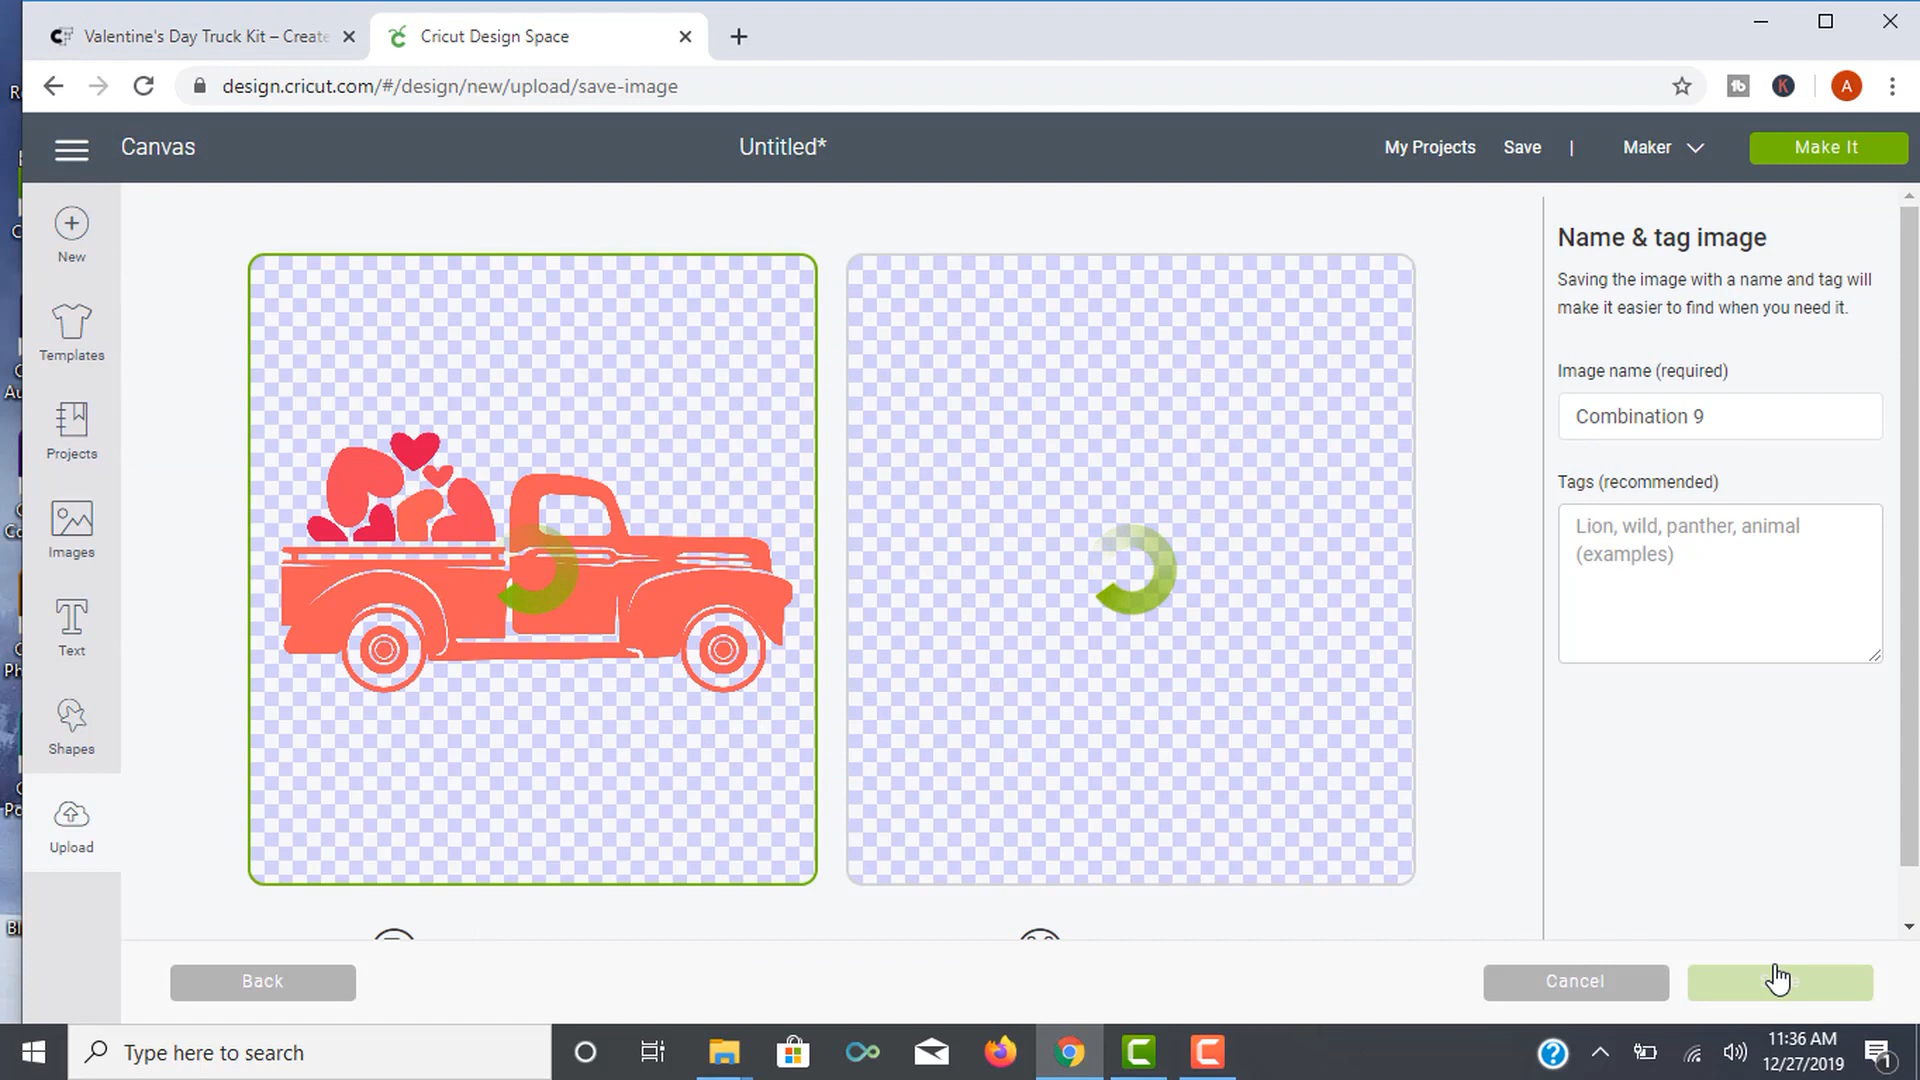 Valentine's Day Truck Kit – Create
Cricut Design Space
design.cricut.com/#/design/new/upload/save-image
A
Canvas
Untitled*
My Projects
Save
|
Maker
Make It
New
Templates
Projects
Images
Text
Shapes
Upload
Name & tag image
Saving the image with a name and tag will
make it easier to find when you need it.
Image name (required)
Combination 9
Tags (recommended)
Lion, wild, panther, animal
(examples)
Back
Cancel
Type here to search
11:36 AM
12/27/2019
1